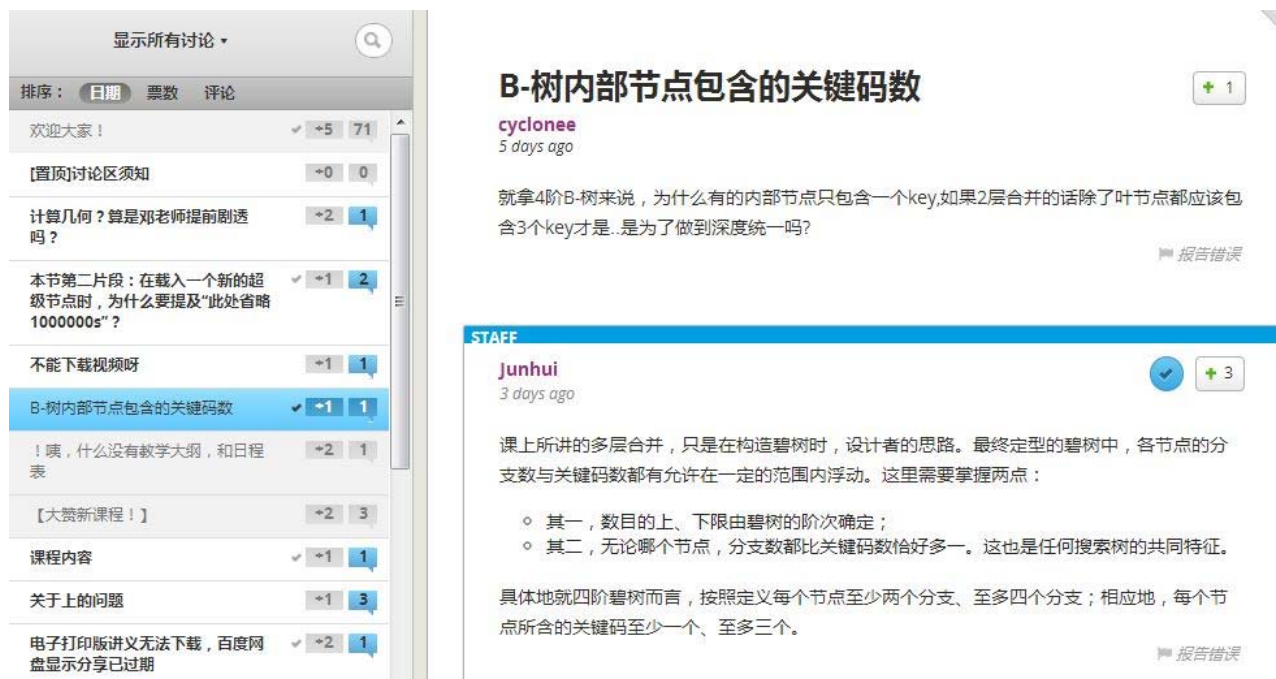 显示所有讨论
排序： 日期 票数 评论
欢迎大家！ +5 71
[置顶]讨论区须知 +0 0
计算几何？算是邓老师提前剧透 +2 1
吗？
本节第二片段：在载入一个新的超 +1 2
级节点时，为什么要提及“此处省略
1000000s”？
不能下载视频呀 +1 1
B-树内部节点包含的关键码数 +1 1
！咦，什么没有教学大纲，和日程 +2 1
表
【大赞新课程！】 +2 3
课程内容 +1 1
关于上的问题 +1 3
电子打印版讲义无法下载，百度网 +2 1
盘显示分享已过期
B-树内部节点包含的关键码数
+ 1
cyclonee
5 days ago
就拿4阶B-树来说，为什么有的内部节点只包含一个key,如果2层合并的话除了叶节点都应该包
含3个key才是..是为了做到深度统一吗?
报告错误
STAFF
Junhui
+ 3
3 days ago
课上所讲的多层合并，只是在构造碧树时，设计者的思路。最终定型的碧树中，各节点的分
支数与关键码数都有允许在一定的范围内浮动。这里需要掌握两点：
其一，数目的上、下限由碧树的阶次确定；
其二，无论哪个节点，分支数都比关键码数恰好多一。这也是任何搜索树的共同特征。
具体地就四阶碧树而言，按照定义每个节点至少两个分支、至多四个分支；相应地，每个节
点所含的关键码至少一个、至多三个。
报告错误